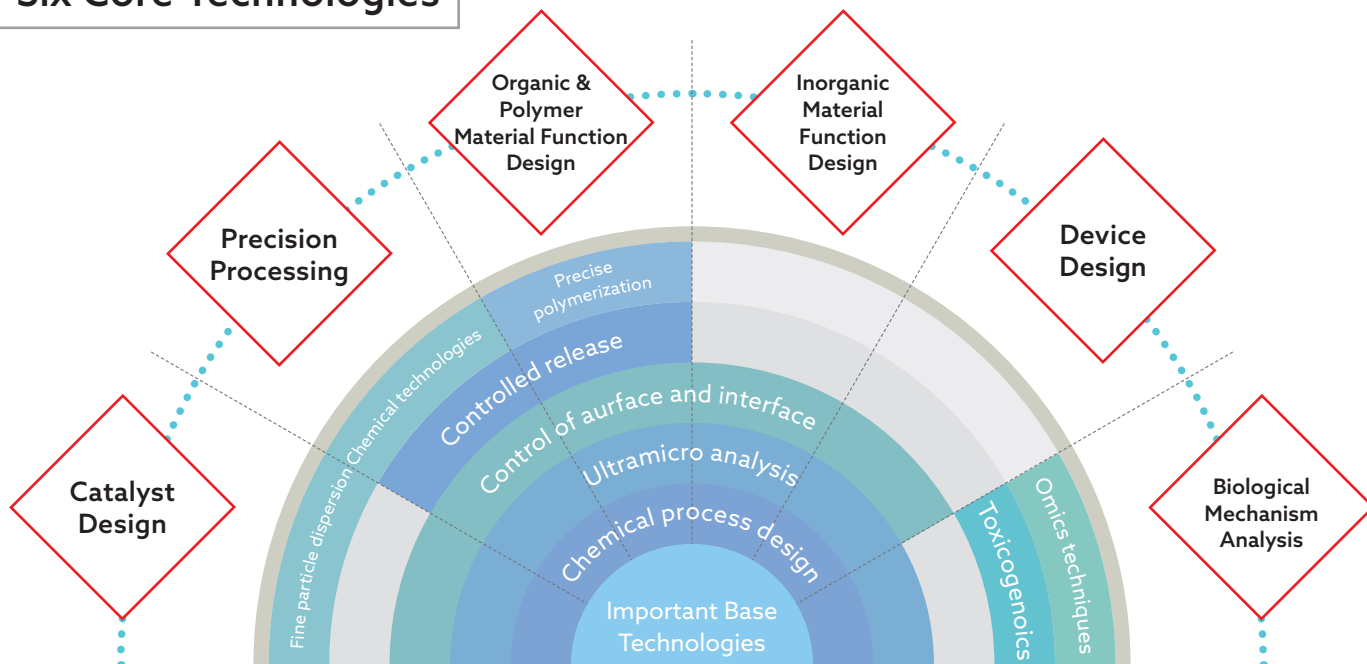 Six Core Technologies
Organic &
Polymer
Material Function
Design
Inorganic
Material
Function
Design
Precision
Processing
Device
Design
Catalyst
Design
Biological
Mechanism
Analysis
Precise
polymerization
Fine particle dispersion Chemical technologies
Controlled release
Control of aurface and interface
Ultramicro analysis
Chemical process design
Toxicogenoics
Omics techniques
Important Base
Technologies